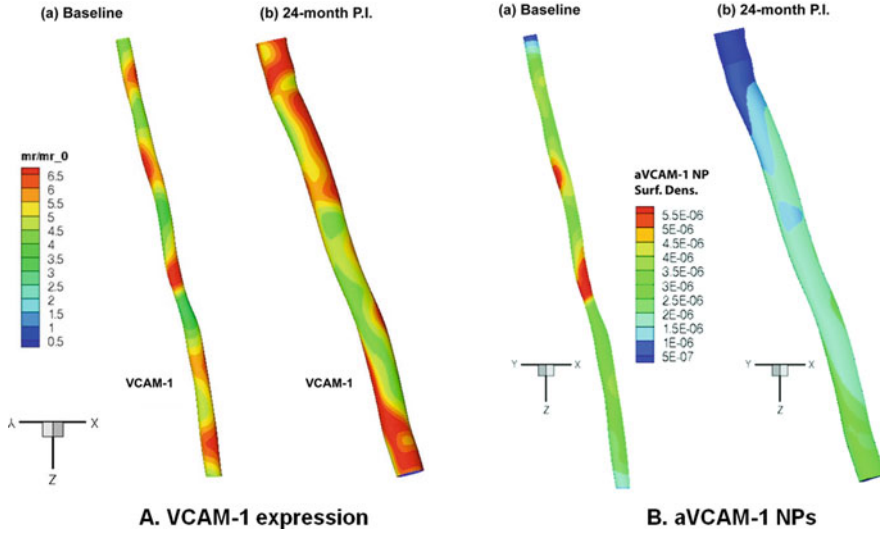 (a) Baseline
(b) 24-month P.I.
mr/mr_0
6.5
6
5.5
5
4.5
4
3.5
3
2.5
2
1.5
1
0.5
VCAM-1
VCAM-1
Y
X
Z
A. VCAM-1 expression
(a) Baseline
(b) 24-month P.I.
aVCAM-1 NP
Surf. Dens.
5.5E-06
5E-06
4.5E-06
4E-06
3.5E-06
3E-06
2.5E-06
2E-06
1.5E-06
1E-06
5E-07
Y
X
Z
Y
X
Z
B. aVCAM-1 NPs